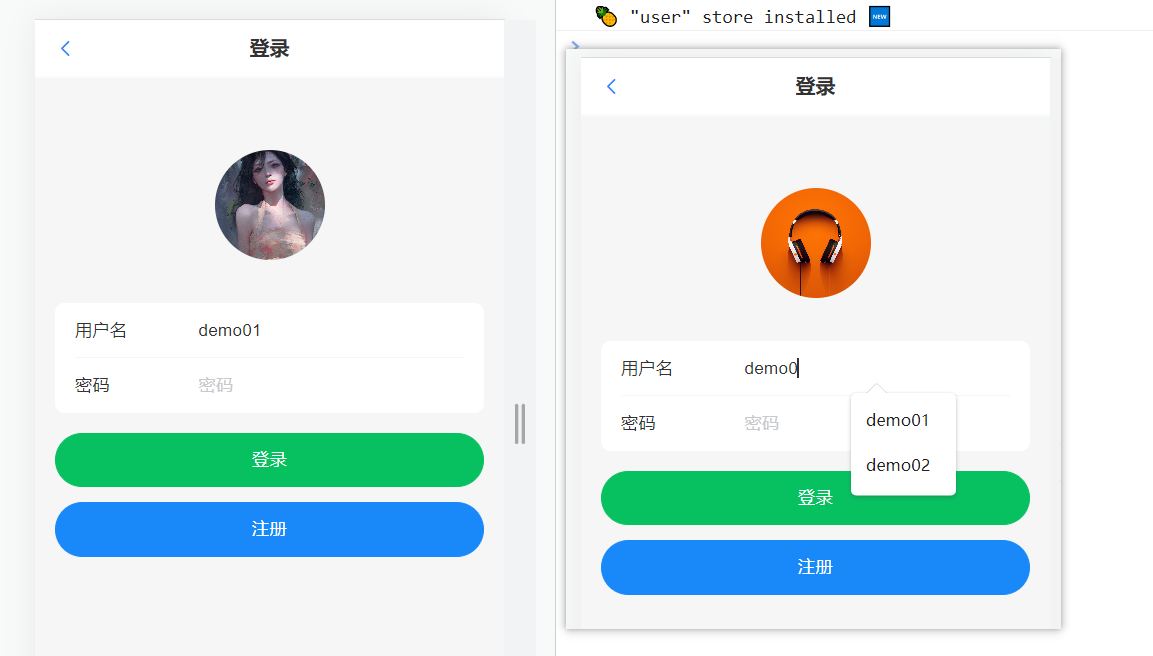 登录
用户名 demo01
密码 密码
登录
注册
"user" store installed NEW
登录
用户名 demo0
密码 密码
demo01
demo02
登录
注册